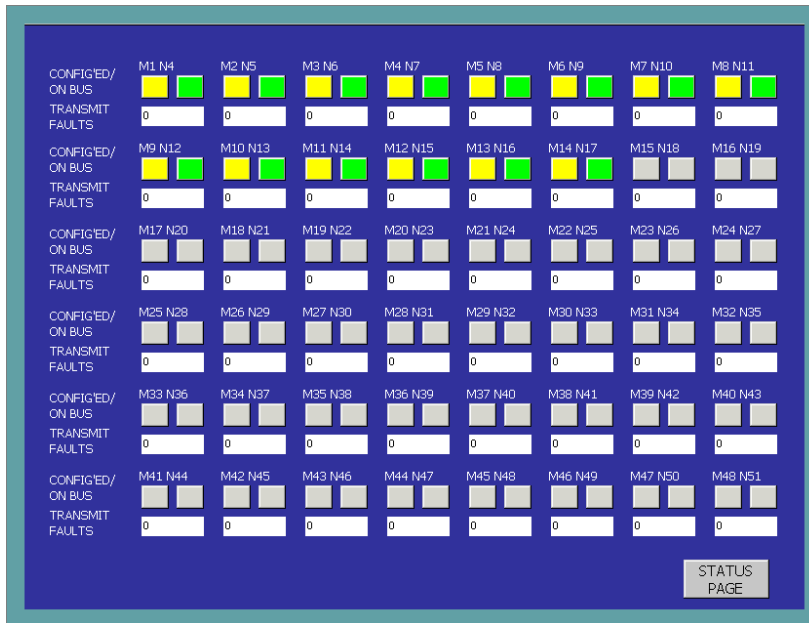 M1 N4 M2 N5 M3 N6 M4 N7 M5 N8 M6 N9 M7 N10 M8 N11
CONFIG'ED/
ON BUS
TRANSMIT
FAULTS
0 0 0 0 0 0 0 0
M9 N12 M10 N13 M11 N14 M12 N15 M13 N16 M14 N17 M15 N18 M16 N19
CONFIG'ED/
ON BUS
TRANSMIT
FAULTS
0 0 0 0 0 0 0 0
M17 N20 M18 N21 M19 N22 M20 N23 M21 N24 M22 N25 M23 N26 M24 N27
CONFIG'ED/
ON BUS
TRANSMIT
FAULTS
0 0 0 0 0 0 0 0
M25 N28 M26 N29 M27 N30 M28 N31 M29 N32 M30 N33 M31 N34 M32 N35
CONFIG'ED/
ON BUS
TRANSMIT
FAULTS
0 0 0 0 0 0 0 0
M33 N36 M34 N37 M35 N38 M36 N39 M37 N40 M38 N41 M39 N42 M40 N43
CONFIG'ED/
ON BUS
TRANSMIT
FAULTS
0 0 0 0 0 0 0 0
M41 N44 M42 N45 M43 N46 M44 N47 M45 N48 M46 N49 M47 N50 M48 N51
CONFIG'ED/
ON BUS
TRANSMIT
FAULTS
0 0 0 0 0 0 0 0
STATUS
PAGE